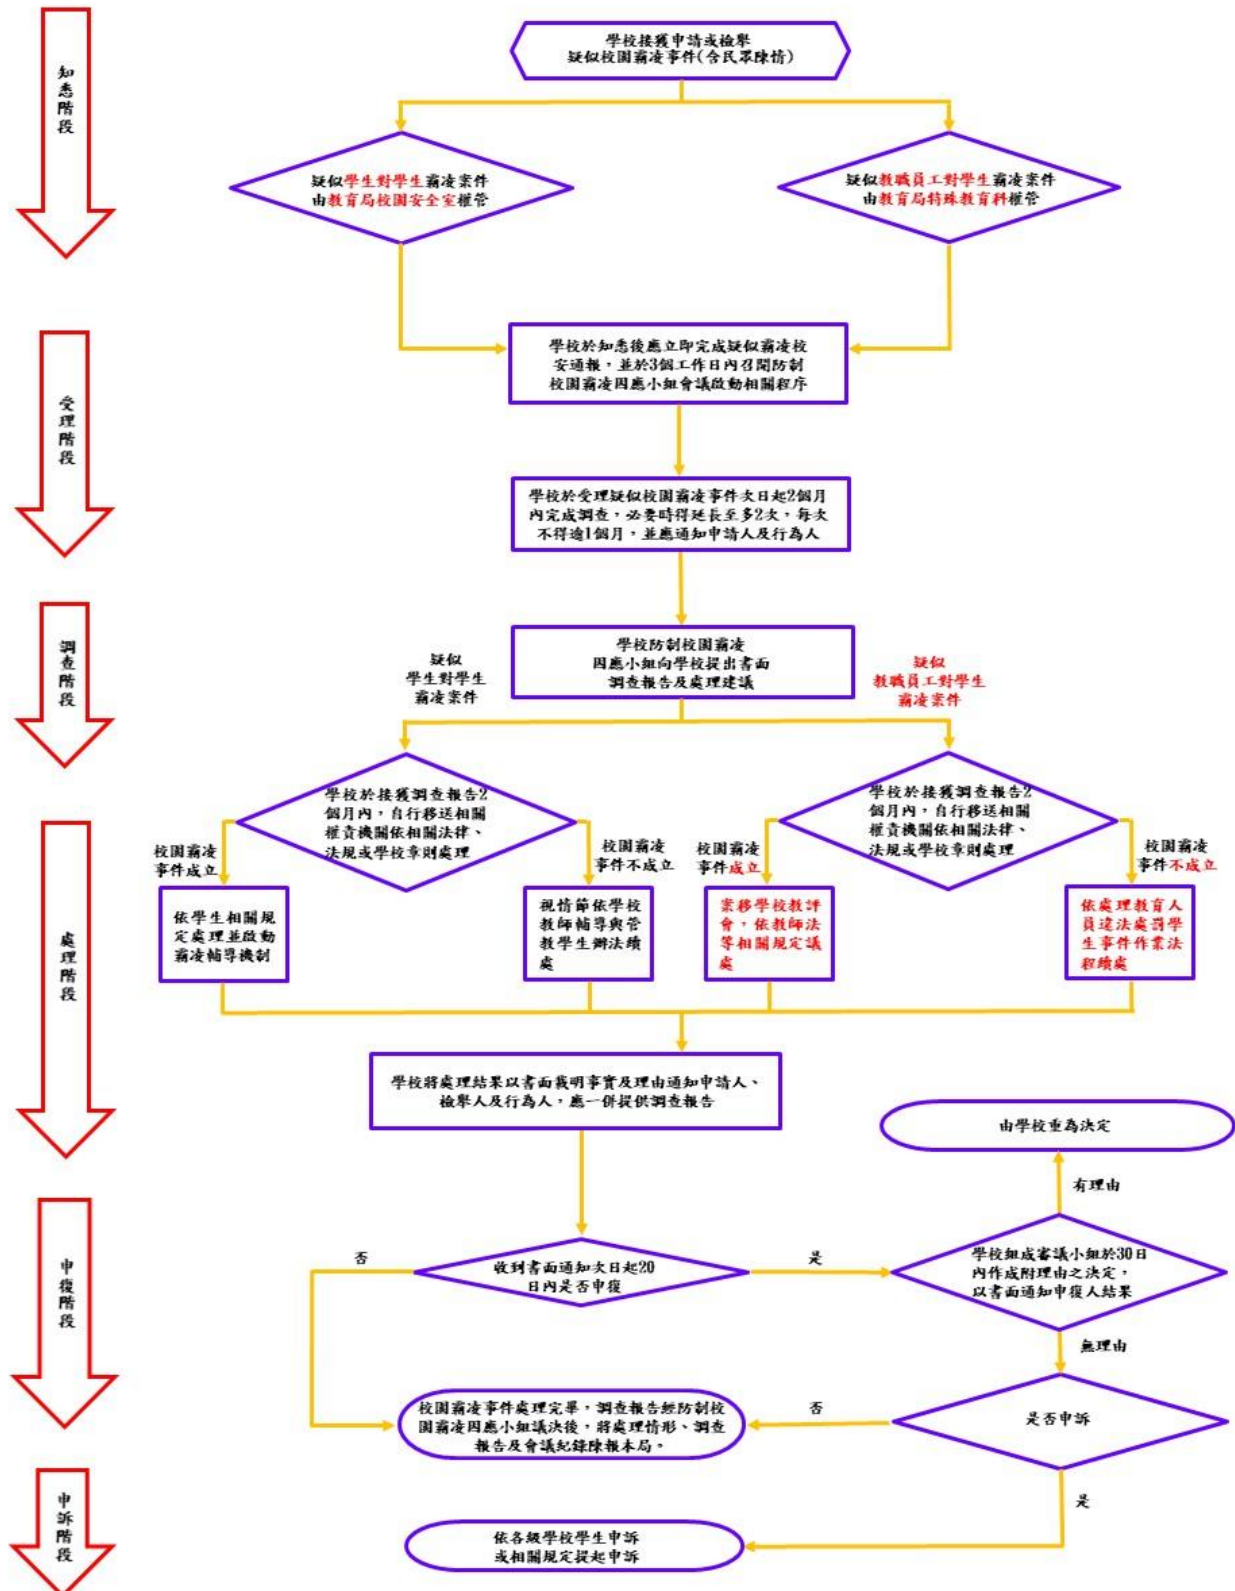 知悉階段
學校接獲申請或檢舉
疑似校園霸凌事件(含民眾陳情)
疑似學生對學生霸凌案件
由教育局校園安全室權管
疑似教職員工對學生霸凌案件
由教育局特殊教育科權管
受理階段
學校於知悉後應立即完成疑似霸凌校
安通報，並於3個工作日內召開防制
校園霸凌因應小組會議啟動相關程序
學校於受理疑似校園霸凌事件次日起2個月
內完成調查，必要時得延長至多2次，每次
不得逾1個月，並應通知申請人及行為人
調查階段
學校防制校園霸凌
因應小組向學校提出書面
調查報告及處理建議
疑似
學生對學生
霸凌案件
疑似
教職員工對學生
霸凌案件
處理階段
學校於接獲調查報告2
個月內，自行移送相關
權責機關依相關法律、
法規或學校章則處理
學校於接獲調查報告2
個月內，自行移送相關
權責機關依相關法律、
法規或學校章則處理
校園霸凌
事件成立
校園霸凌
事件不成立
校園霸凌
事件成立
校園霸凌
事件不成立
依學生相關規
定處理並啟動
霸凌輔導機制
視情節依學校
教師輔導與管
教學生辦法續
處
案移學校教評
會，依教師法
等相關規定議
處
依處理教育人
員違法處罰學
生事件作業法
程續處
學校將處理結果以書面載明事實及理由通知申請人、
檢舉人及行為人，應一併提供調查報告
由學校重為決定
有理由
申復階段
否
收到書面通知次日起20
日內是否申復
是
學校組成審議小組於30日
內作成附理由之決定，
以書面通知申復人結果
無理由
校園霸凌事件處理完畢，調查報告經防制校
園霸凌因應小組議決後，將處理情形、調查
報告及會議紀錄陳報本局。
否
是否申訴
是
申訴階段
依各級學校學生申訴
或相關規定提起申訴